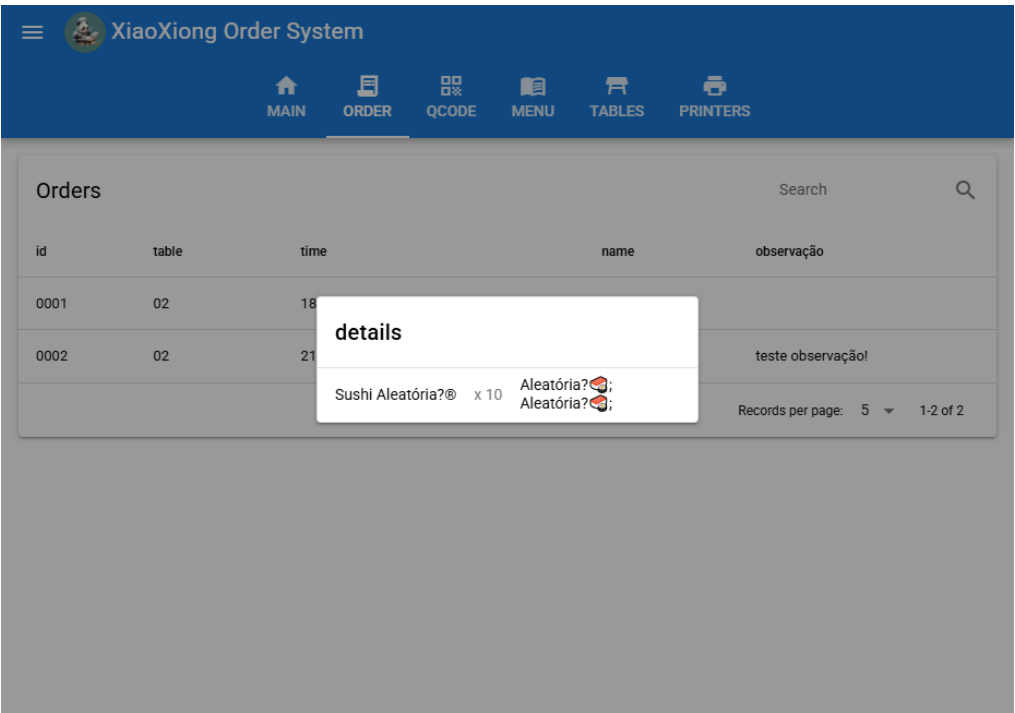 XiaoXiong Order System
MAIN ORDER QCODE MENU TABLES PRINTERS
Orders Search
id table time name observação
0001 02 18
0002 02 21 teste observação!
details
Sushi Aleatória?® x 10 Aleatória?🍣;
Aleatória?🍣;
Records per page: 5 1-2 of 2